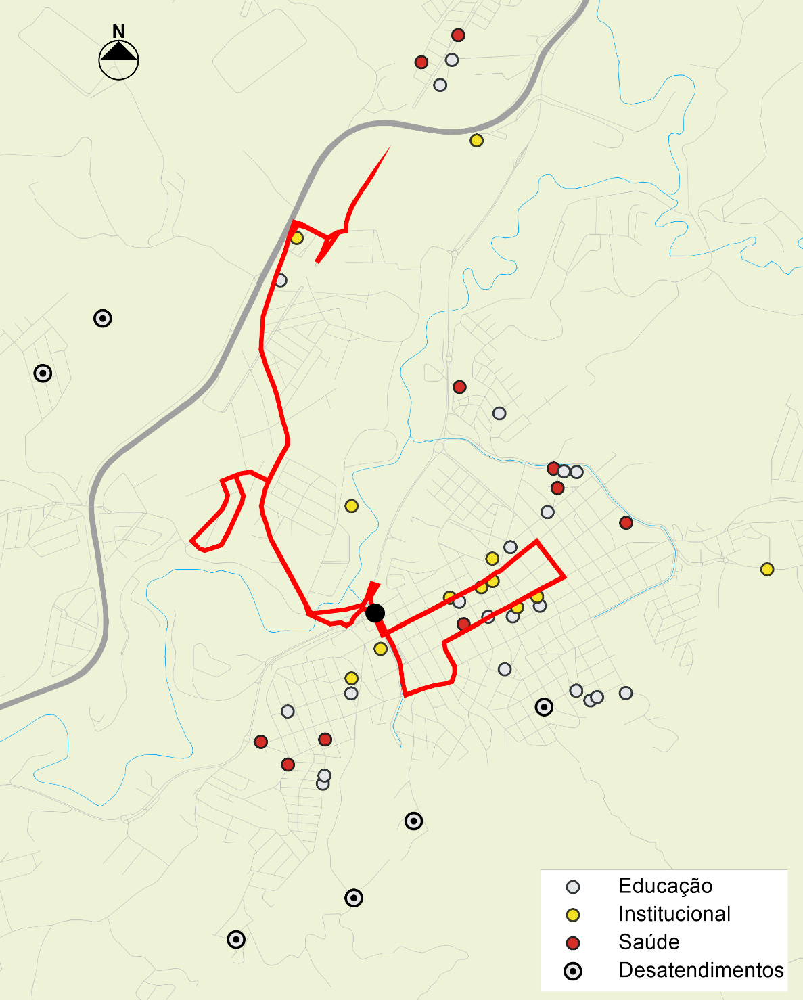 N
Educação
Institucional
Saúde
Desatendimentos